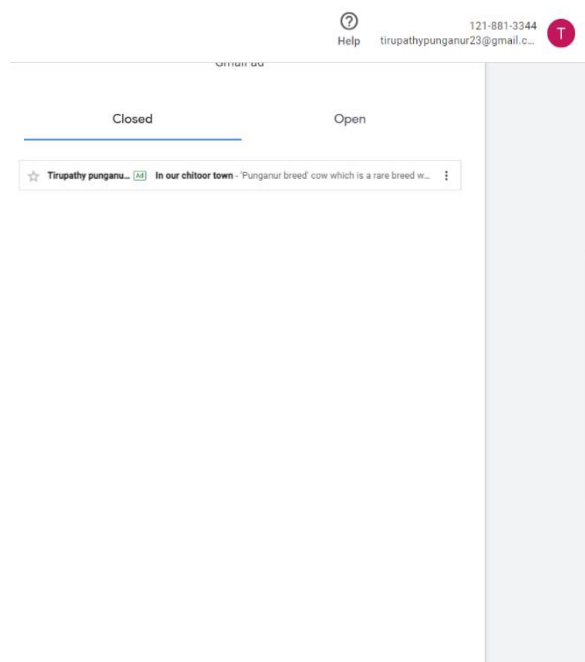 121-881-3344
Help tirupathypunganur23@gmail.c... T
Gmail ad
Closed Open
Tirupathy punganu... Ad In our chitoor town - 'Punganur breed' cow which is a rare breed w...